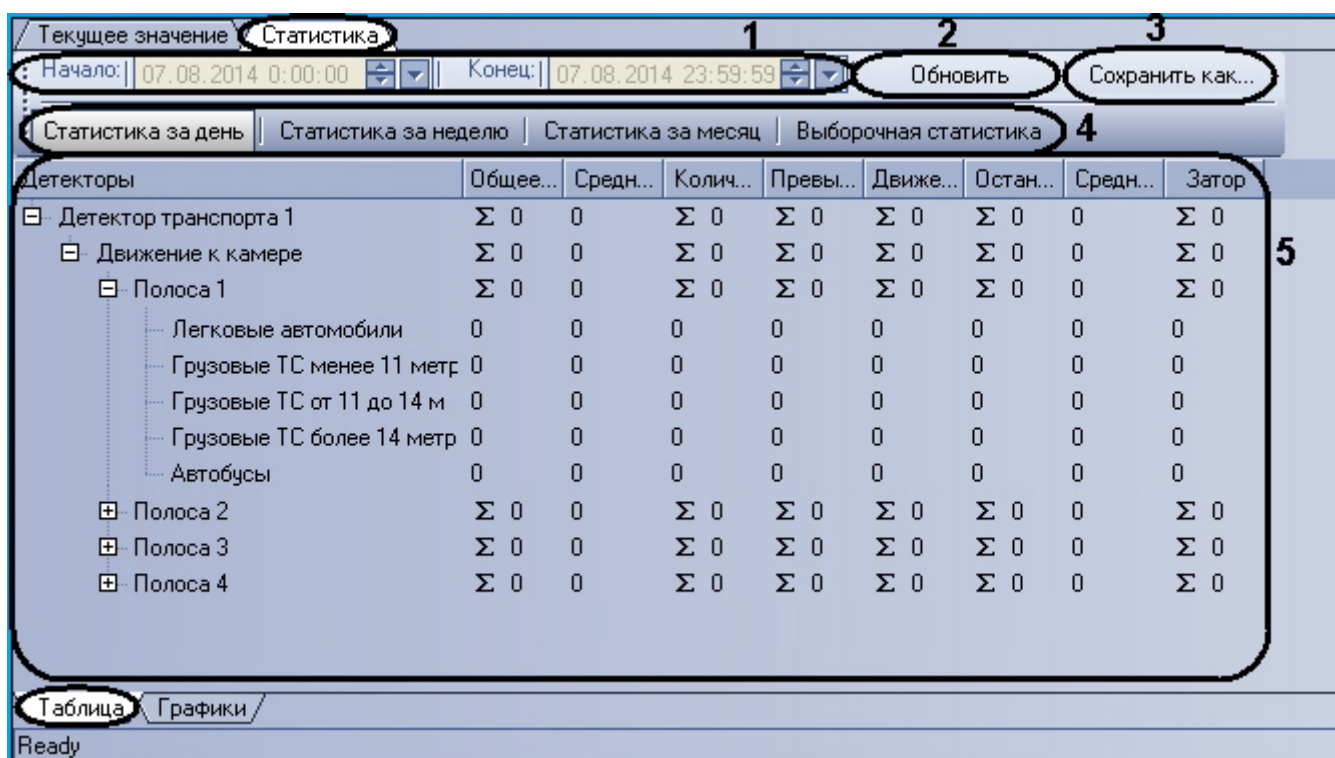 Текущее значение Статистика
1 2 3
Начало: 07.08.2014 0:00:00 Конец: 07.08.2014 23:59:59 Обновить Сохранить как...
Статистика за день Статистика за неделю Статистика за месяц Выборочная статистика 4
Детекторы Общее... Средн... Колич... Превы... Движе... Остан... Средн... Затор
Детектор транспорта 1 Σ 0 0 Σ 0 Σ 0 Σ 0 Σ 0 0 Σ 0
Движение к камере Σ 0 0 Σ 0 Σ 0 Σ 0 Σ 0 0 Σ 0 5
Полоса 1 Σ 0 0 Σ 0 Σ 0 Σ 0 Σ 0 0 Σ 0
Легковые автомобили 0 0 0 0 0 0 0 0
Грузовые ТС менее 11 метр 0 0 0 0 0 0 0 0
Грузовые ТС от 11 до 14 м 0 0 0 0 0 0 0 0
Грузовые ТС более 14 метр 0 0 0 0 0 0 0 0
Автобусы 0 0 0 0 0 0 0 0
Полоса 2 Σ 0 0 Σ 0 Σ 0 Σ 0 Σ 0 0 Σ 0
Полоса 3 Σ 0 0 Σ 0 Σ 0 Σ 0 Σ 0 0 Σ 0
Полоса 4 Σ 0 0 Σ 0 Σ 0 Σ 0 Σ 0 0 Σ 0
Таблица Графики
Ready